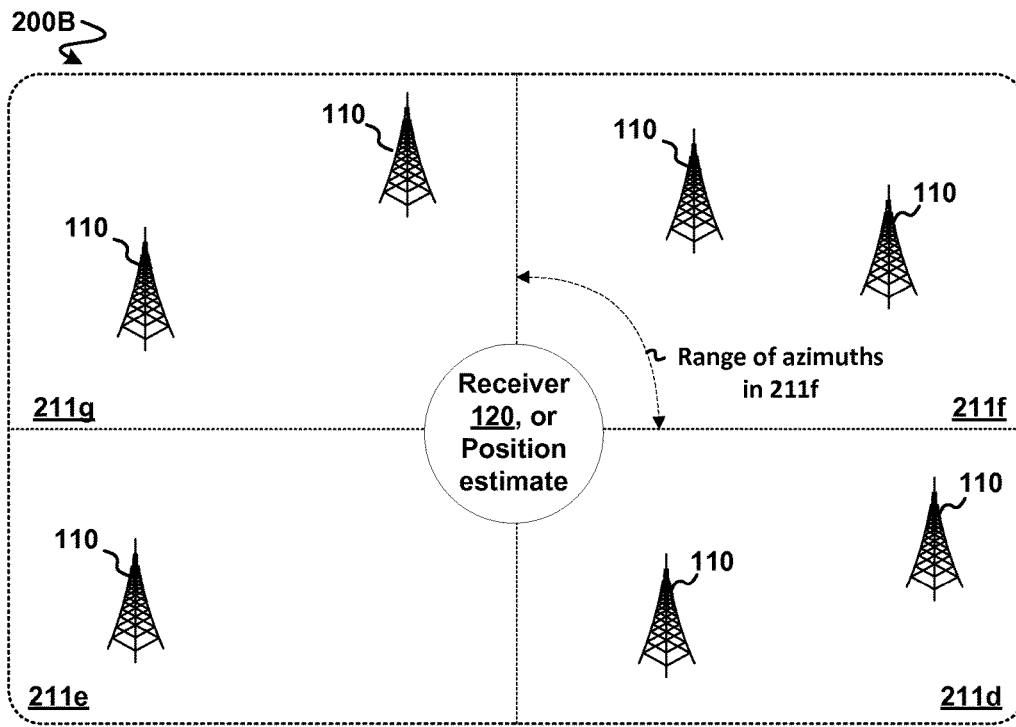 200B
110
110
110
110
Range of azimuths
in 211f
Receiver
120, or
Position
estimate
211g
211f
110
110
110
211e
211d